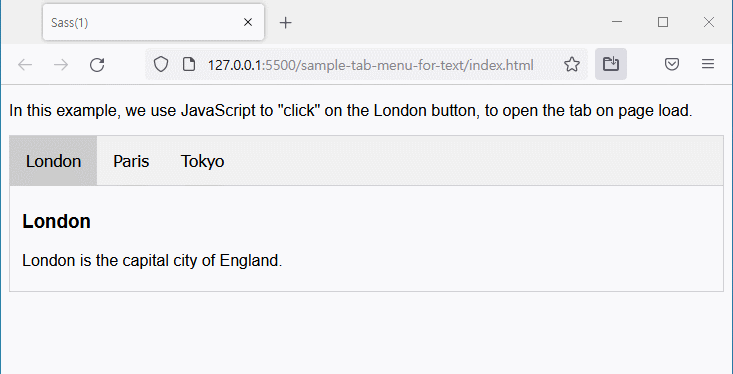 Sass(1)
127.0.0.1:5500/sample-tab-menu-for-text/index.html
In this example, we use JavaScript to "click" on the London button, to open the tab on page load.
London Paris Tokyo
London
London is the capital city of England.